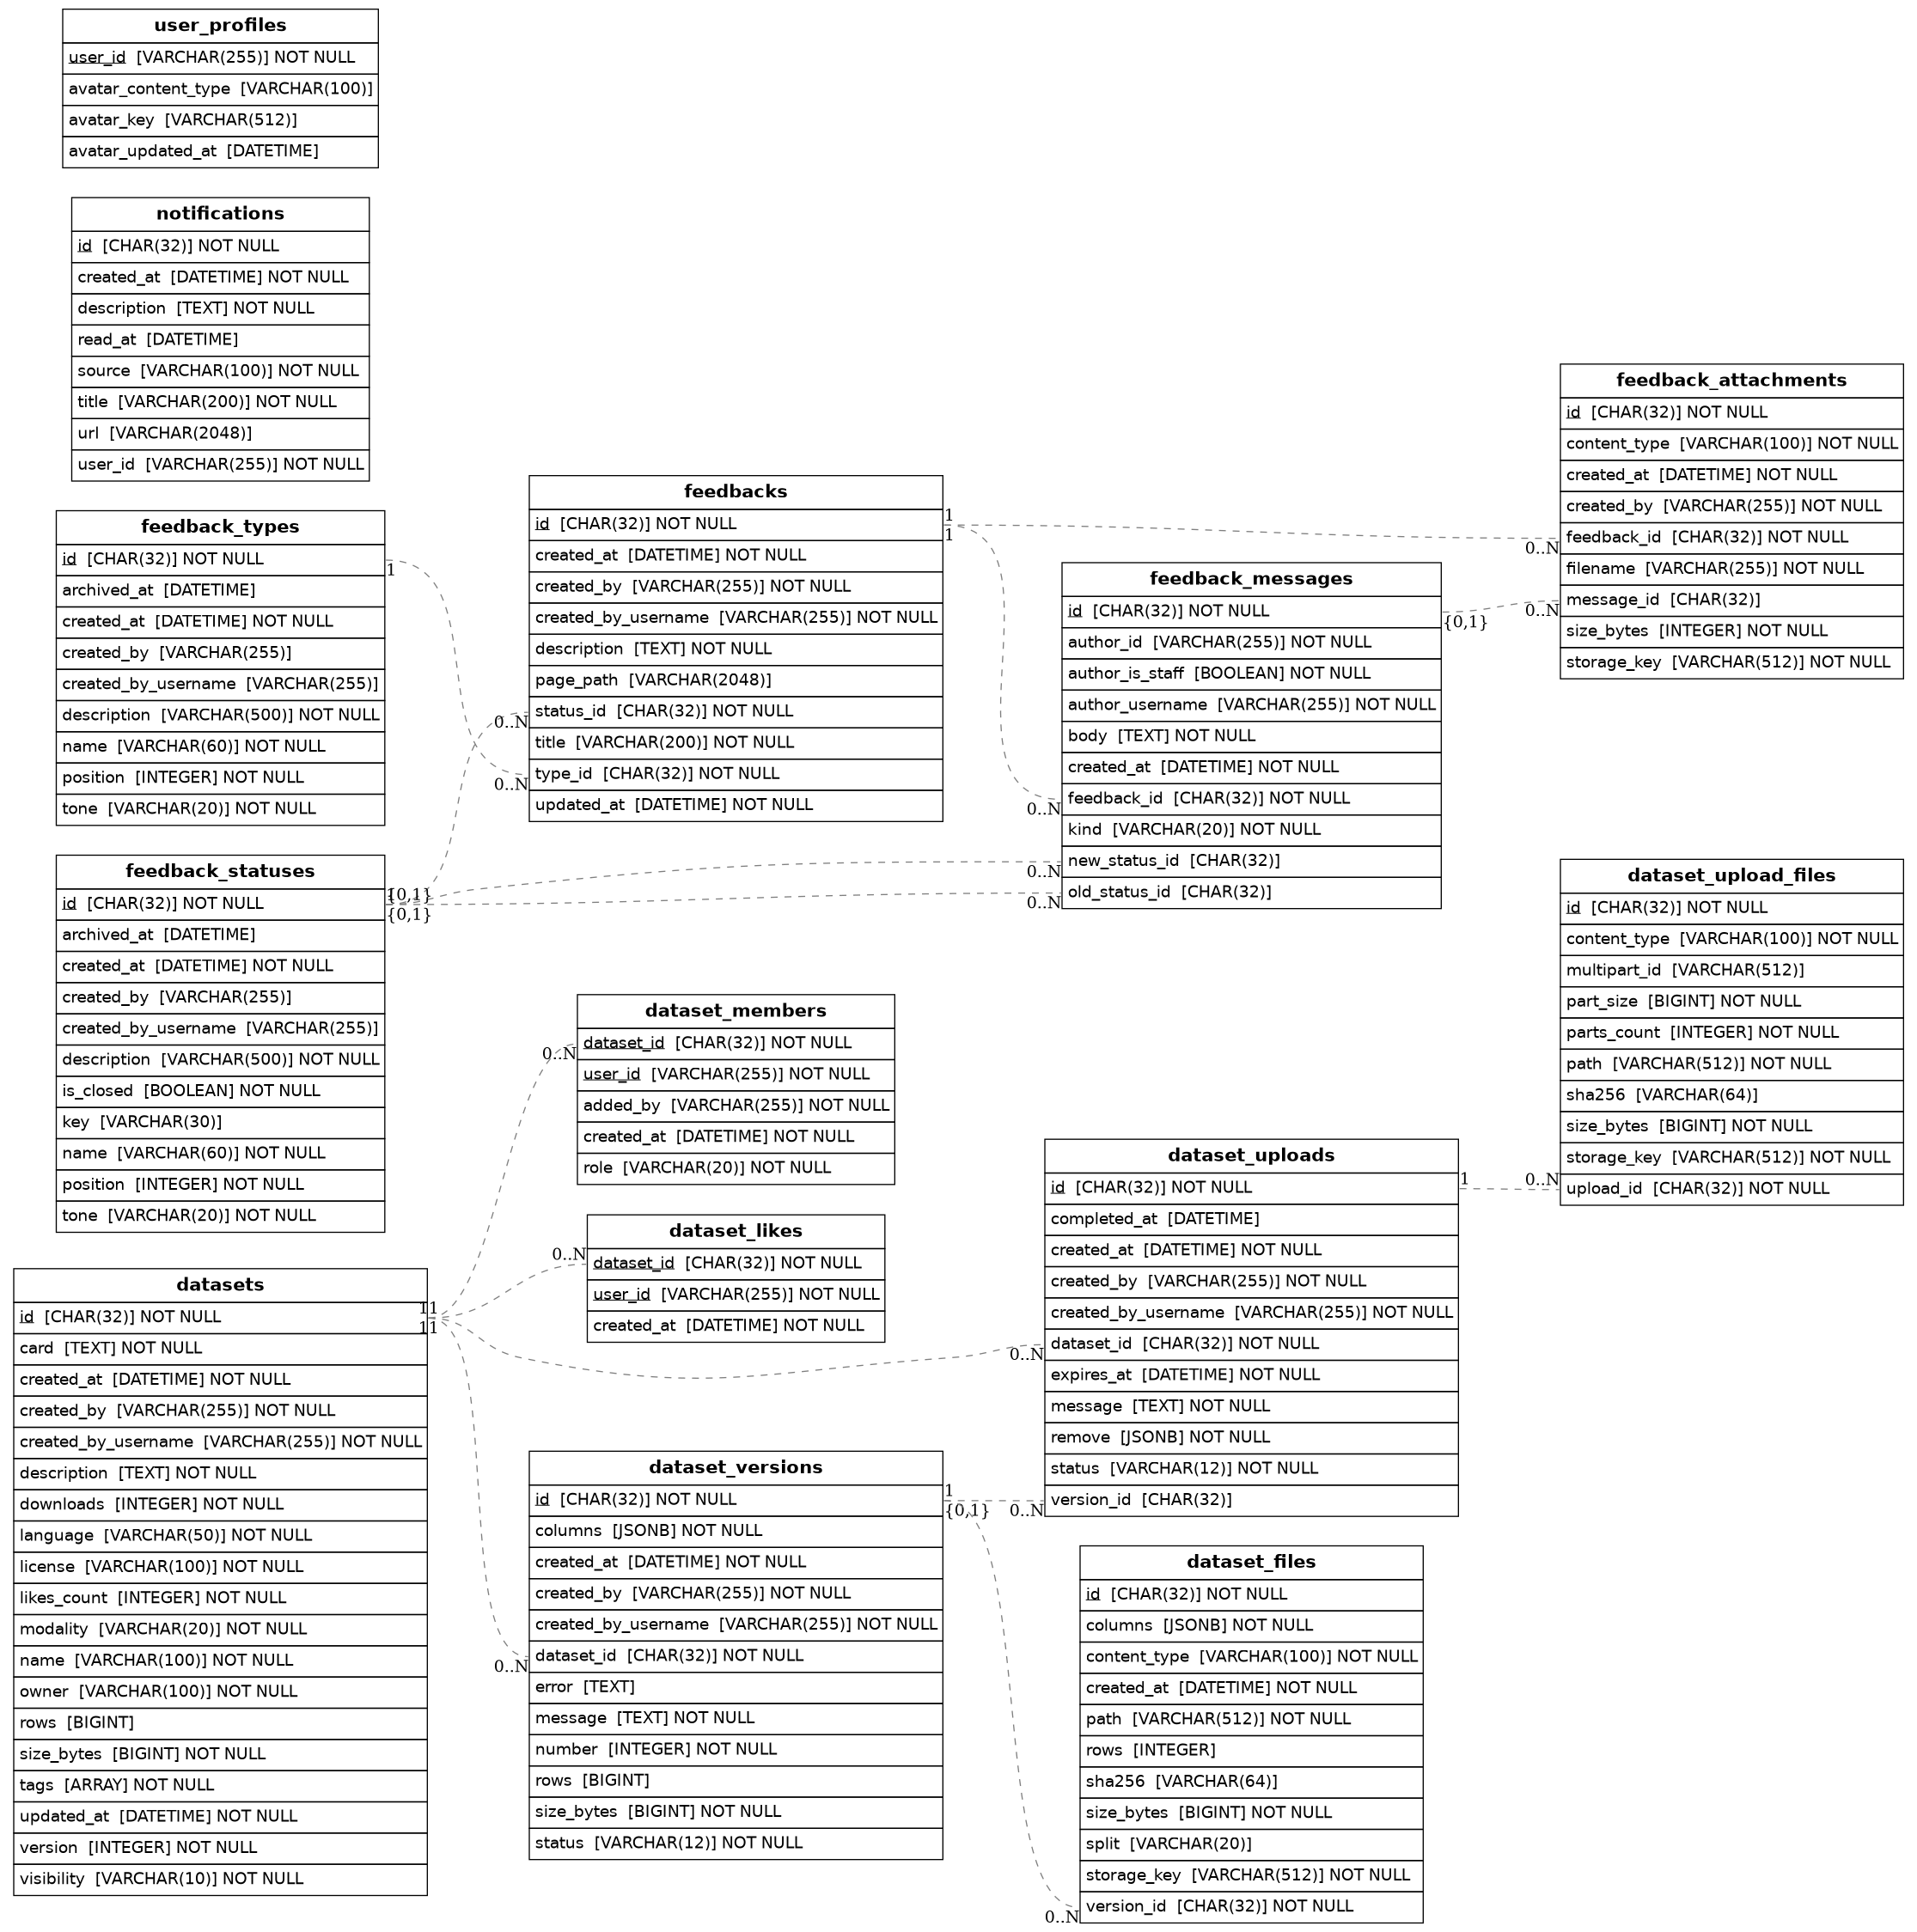 user_profiles
user_id [VARCHAR(255)] NOT NULL
avatar_content_type [VARCHAR(100)]
avatar_key [VARCHAR(512)]
avatar_updated_at [DATETIME]
notifications
id [CHAR(32)] NOT NULL
created_at [DATETIME] NOT NULL
description [TEXT] NOT NULL
read_at [DATETIME]
source [VARCHAR(100)] NOT NULL
title [VARCHAR(200)] NOT NULL
url [VARCHAR(2048)]
user_id [VARCHAR(255)] NOT NULL
feedback_types
id [CHAR(32)] NOT NULL
archived_at [DATETIME]
created_at [DATETIME] NOT NULL
created_by [VARCHAR(255)]
created_by_username [VARCHAR(255)]
description [VARCHAR(500)] NOT NULL
name [VARCHAR(60)] NOT NULL
position [INTEGER] NOT NULL
tone [VARCHAR(20)] NOT NULL
1
feedback_statuses
id [CHAR(32)] NOT NULL
archived_at [DATETIME]
created_at [DATETIME] NOT NULL
created_by [VARCHAR(255)]
created_by_username [VARCHAR(255)]
description [VARCHAR(500)] NOT NULL
is_closed [BOOLEAN] NOT NULL
key [VARCHAR(30)]
name [VARCHAR(60)] NOT NULL
position [INTEGER] NOT NULL
tone [VARCHAR(20)] NOT NULL
{0,1}
{0,1}
datasets
id [CHAR(32)] NOT NULL
card [TEXT] NOT NULL
created_at [DATETIME] NOT NULL
created_by [VARCHAR(255)] NOT NULL
created_by_username [VARCHAR(255)] NOT NULL
description [TEXT] NOT NULL
downloads [INTEGER] NOT NULL
language [VARCHAR(50)] NOT NULL
license [VARCHAR(100)] NOT NULL
likes_count [INTEGER] NOT NULL
modality [VARCHAR(20)] NOT NULL
name [VARCHAR(100)] NOT NULL
owner [VARCHAR(100)] NOT NULL
rows [BIGINT]
size_bytes [BIGINT] NOT NULL
tags [ARRAY] NOT NULL
updated_at [DATETIME] NOT NULL
version [INTEGER] NOT NULL
visibility [VARCHAR(10)] NOT NULL
11
11
feedbacks
id [CHAR(32)] NOT NULL
created_at [DATETIME] NOT NULL
created_by [VARCHAR(255)] NOT NULL
created_by_username [VARCHAR(255)] NOT NULL
description [TEXT] NOT NULL
page_path [VARCHAR(2048)]
status_id [CHAR(32)] NOT NULL
title [VARCHAR(200)] NOT NULL
type_id [CHAR(32)] NOT NULL
updated_at [DATETIME] NOT NULL
0..N
0..N
1
1
dataset_members
dataset_id [CHAR(32)] NOT NULL
user_id [VARCHAR(255)] NOT NULL
added_by [VARCHAR(255)] NOT NULL
created_at [DATETIME] NOT NULL
role [VARCHAR(20)] NOT NULL
0..N
dataset_likes
dataset_id [CHAR(32)] NOT NULL
user_id [VARCHAR(255)] NOT NULL
created_at [DATETIME] NOT NULL
0..N
dataset_versions
id [CHAR(32)] NOT NULL
columns [JSONB] NOT NULL
created_at [DATETIME] NOT NULL
created_by [VARCHAR(255)] NOT NULL
created_by_username [VARCHAR(255)] NOT NULL
dataset_id [CHAR(32)] NOT NULL
error [TEXT]
message [TEXT] NOT NULL
number [INTEGER] NOT NULL
rows [BIGINT]
size_bytes [BIGINT] NOT NULL
status [VARCHAR(12)] NOT NULL
0..N
1
{0,1}
feedback_messages
id [CHAR(32)] NOT NULL
author_id [VARCHAR(255)] NOT NULL
author_is_staff [BOOLEAN] NOT NULL
author_username [VARCHAR(255)] NOT NULL
body [TEXT] NOT NULL
created_at [DATETIME] NOT NULL
feedback_id [CHAR(32)] NOT NULL
kind [VARCHAR(20)] NOT NULL
new_status_id [CHAR(32)]
old_status_id [CHAR(32)]
0..N
0..N
0..N
{0,1}
dataset_uploads
id [CHAR(32)] NOT NULL
completed_at [DATETIME]
created_at [DATETIME] NOT NULL
created_by [VARCHAR(255)] NOT NULL
created_by_username [VARCHAR(255)] NOT NULL
dataset_id [CHAR(32)] NOT NULL
expires_at [DATETIME] NOT NULL
message [TEXT] NOT NULL
remove [JSONB] NOT NULL
status [VARCHAR(12)] NOT NULL
version_id [CHAR(32)]
0..N
0..N
1
dataset_files
id [CHAR(32)] NOT NULL
columns [JSONB] NOT NULL
content_type [VARCHAR(100)] NOT NULL
created_at [DATETIME] NOT NULL
path [VARCHAR(512)] NOT NULL
rows [INTEGER]
sha256 [VARCHAR(64)]
size_bytes [BIGINT] NOT NULL
split [VARCHAR(20)]
storage_key [VARCHAR(512)] NOT NULL
version_id [CHAR(32)] NOT NULL
0..N
feedback_attachments
id [CHAR(32)] NOT NULL
content_type [VARCHAR(100)] NOT NULL
created_at [DATETIME] NOT NULL
created_by [VARCHAR(255)] NOT NULL
feedback_id [CHAR(32)] NOT NULL
filename [VARCHAR(255)] NOT NULL
message_id [CHAR(32)]
size_bytes [INTEGER] NOT NULL
storage_key [VARCHAR(512)] NOT NULL
0..N
0..N
dataset_upload_files
id [CHAR(32)] NOT NULL
content_type [VARCHAR(100)] NOT NULL
multipart_id [VARCHAR(512)]
part_size [BIGINT] NOT NULL
parts_count [INTEGER] NOT NULL
path [VARCHAR(512)] NOT NULL
sha256 [VARCHAR(64)]
size_bytes [BIGINT] NOT NULL
storage_key [VARCHAR(512)] NOT NULL
upload_id [CHAR(32)] NOT NULL
0..N